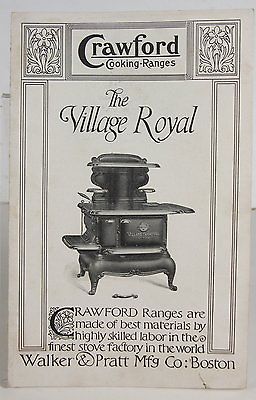 Crawford
Cooking-Ranges
The
Village Royal
CRAWFORD Ranges are
made of best materials by
highly skilled labor in the
finest stove factory in the world
Walker & Pratt Mfg Co: Boston